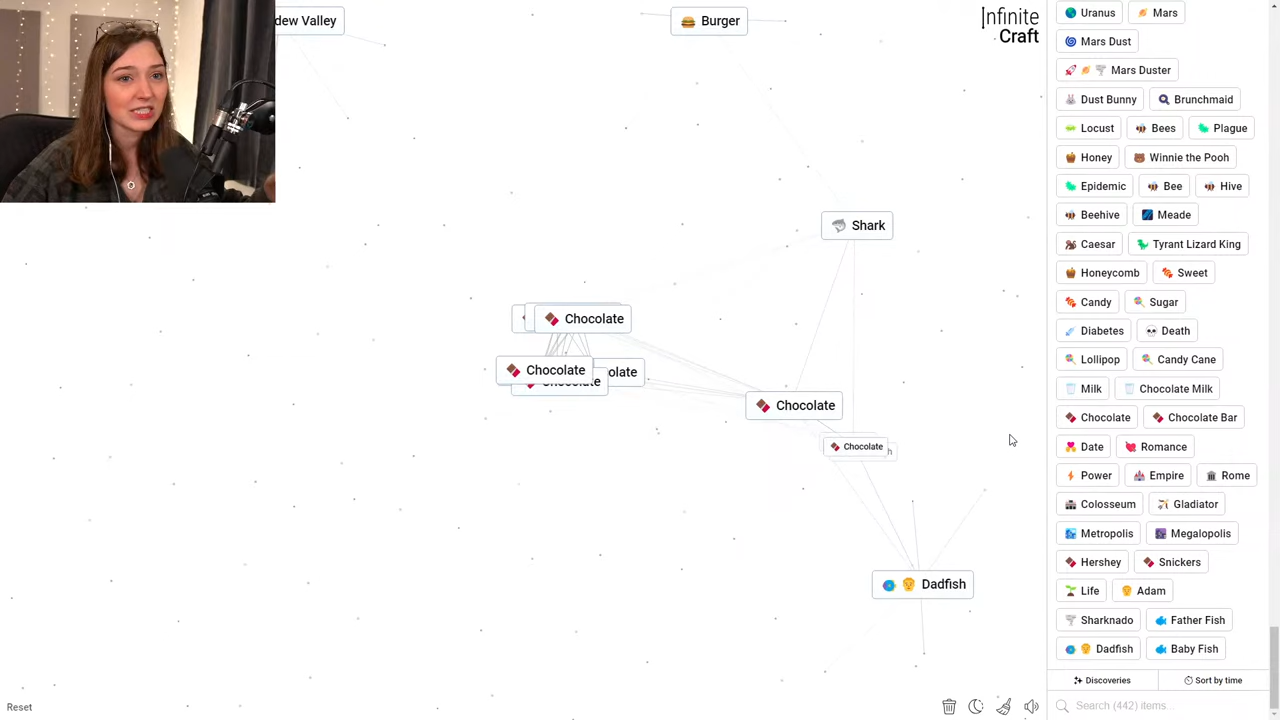 dew Valley
Burger
Infinite
Craft
Shark
Chocolate
Chocolate
olate
Chocolate
Chocolate
Chocolate
h
Dadfish
Reset
Uranus Mars
Mars Dust
Mars Duster
Dust Bunny Brunchmaid
Locust Bees Plague
Honey Winnie the Pooh
Epidemic Bee Hive
Beehive Meade
Caesar Tyrant Lizard King
Honeycomb Sweet
Candy Sugar
Diabetes Death
Lollipop Candy Cane
Milk Chocolate Milk
Chocolate Chocolate Bar
Date Romance
Power Empire Rome
Colosseum Gladiator
Metropolis Megalopolis
Hershey Snickers
Life Adam
Sharknado Father Fish
Dadfish Baby Fish
Discoveries Sort by time
Search (442) items...